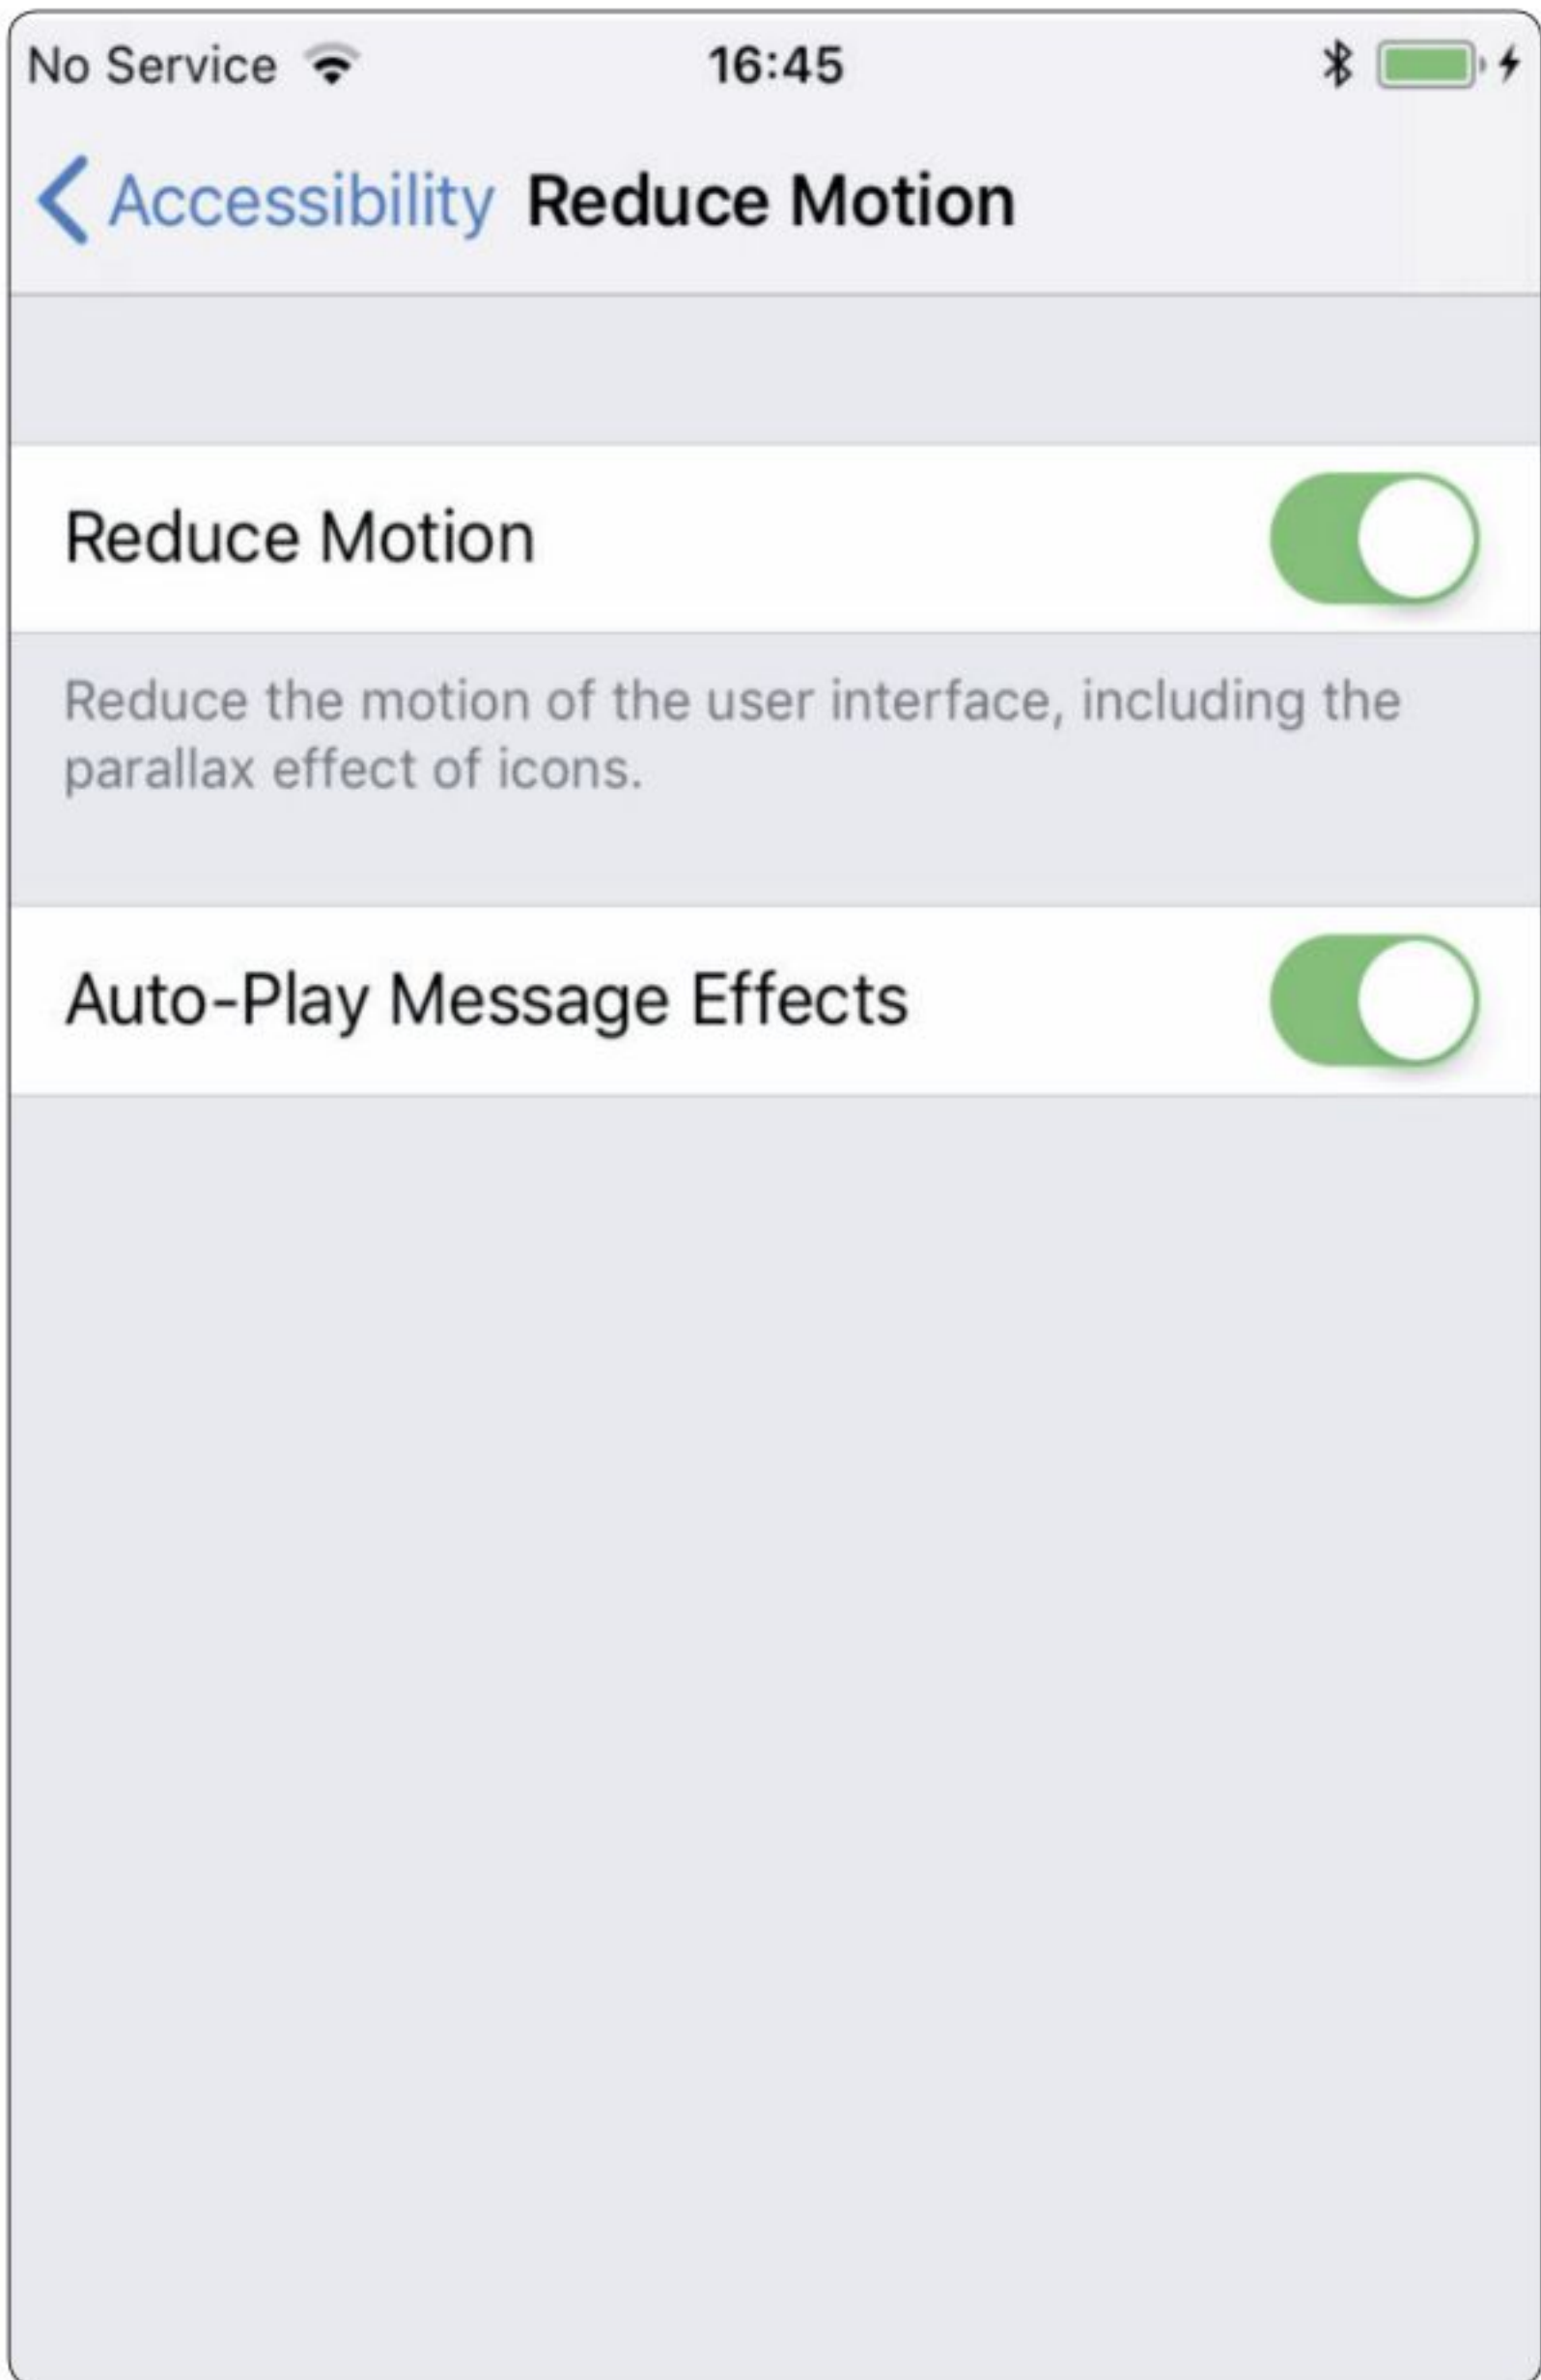 No Service 16:45
Accessibility Reduce Motion
Reduce Motion
Reduce the motion of the user interface, including the
parallax effect of icons.
Auto-Play Message Effects